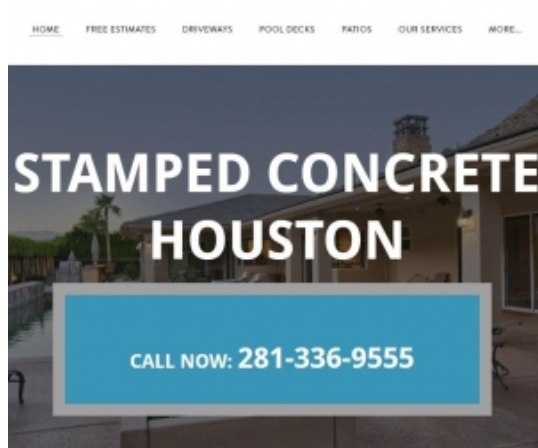 HOME FREE ESTIMATES DRIVEWAYS POOL DECKS PATIOS OUR SERVICES MORE...
STAMPED CONCRETE
HOUSTON
CALL NOW: 281-336-9555